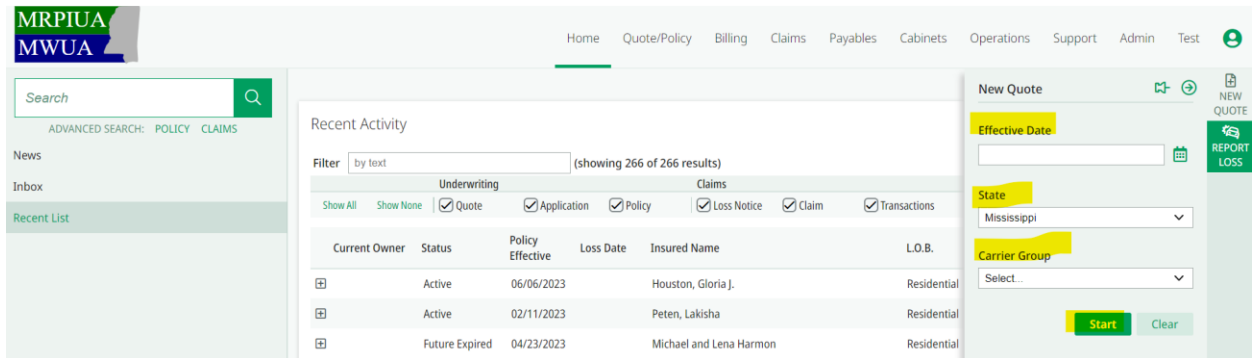 MRPIUA
MWUA
Home Quote/Policy Billing Claims Payables Cabinets Operations Support Admin Test
Search
ADVANCED SEARCH: POLICY CLAIMS
News
Inbox
Recent List
Recent Activity
Filter by text (showing 266 of 266 results)
Underwriting Claims
Show All Show None Quote Application Policy Loss Notice Claim Transactions
Current Owner Status Policy Effective Loss Date Insured Name L.O.B.
Active 06/06/2023 Houston, Gloria J. Residential
Active 02/11/2023 Peten, Lakisha Residential
Future Expired 04/23/2023 Michael and Lena Harmon Residential
New Quote
Effective Date
State
Mississippi
Carrier Group
Select...
Start Clear
NEW
QUOTE
REPORT
LOSS